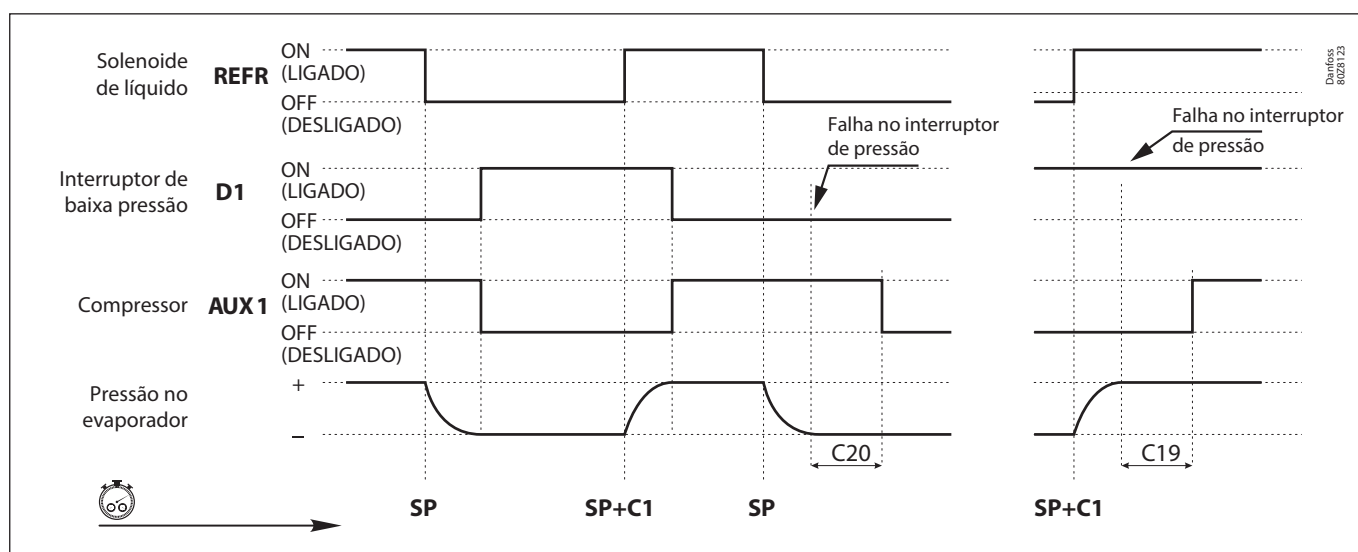 Solenoide
de líquido
REFR
ON
(LIGADO)
OFF
(DESLIGADO)
Danfoss
80Z8123
Falha no interruptor
de pressão
Falha no interruptor
de pressão
Interruptor de
baixa pressão
D1
ON
(LIGADO)
OFF
(DESLIGADO)
Compressor
AUX 1
ON
(LIGADO)
OFF
(DESLIGADO)
Pressão no
evaporador
+
–
C20
C19
SP
SP+C1
SP
SP+C1